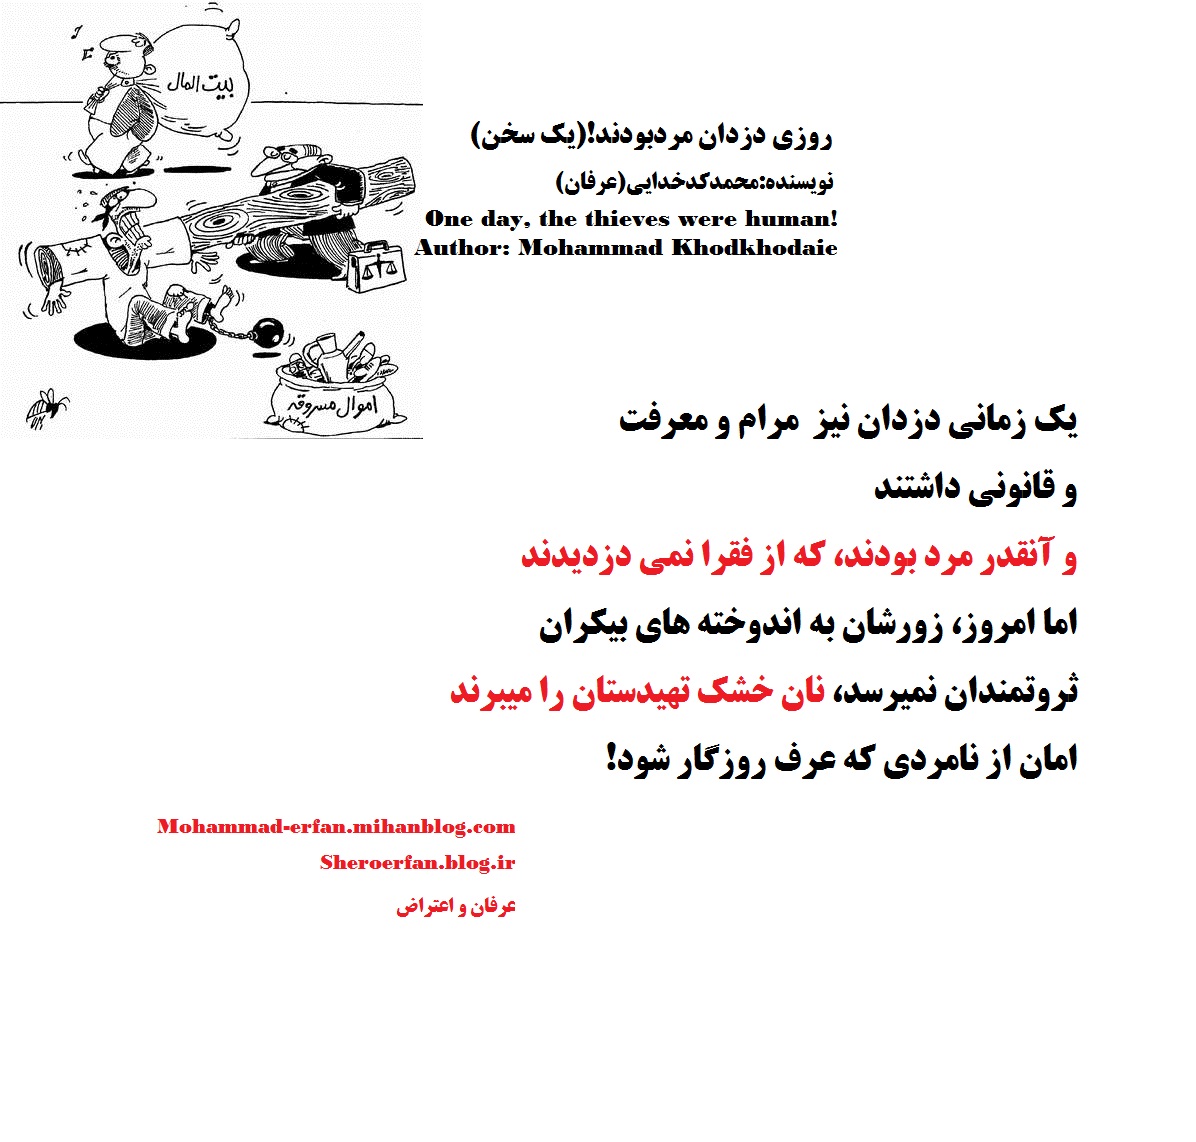 بیت المال
روزی دزدان مردبودند!(یک سخن)
نویسنده:محمدکدخدایی(عرفان)
One day, the thieves were human!
Author: Mohammad Khodkhodaie
اموال مسروقه
یک زمانی دزدان نیز مرام و معرفت
و قانونی داشتند
و آنقدر مرد بودند، که از فقرا نمی دزدیدند
اما امروز، زورشان به اندوخته های بیکران
ثروتمندان نمیرسد، نان خشک تهیدستان را میبرند
امان از نامردی که عرف روزگار شود!
Mohammad-erfan.mihanblog.com
Sheroerfan.blog.ir
عرفان و اعتراض